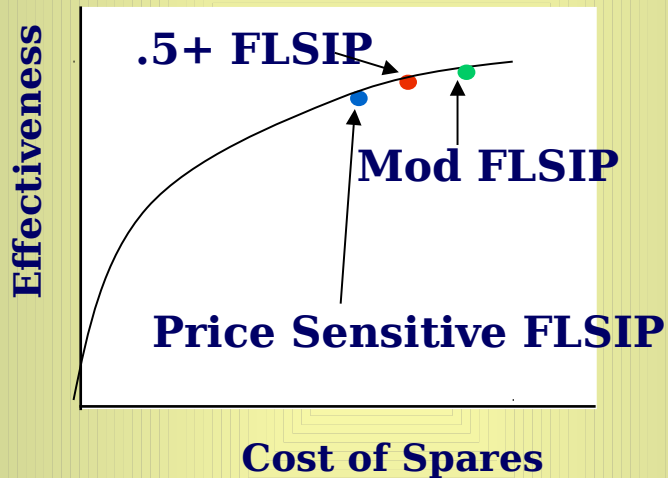 Effectiveness
.5+ FLSIP
Mod FLSIP
Price Sensitive FLSIP
Cost of Spares